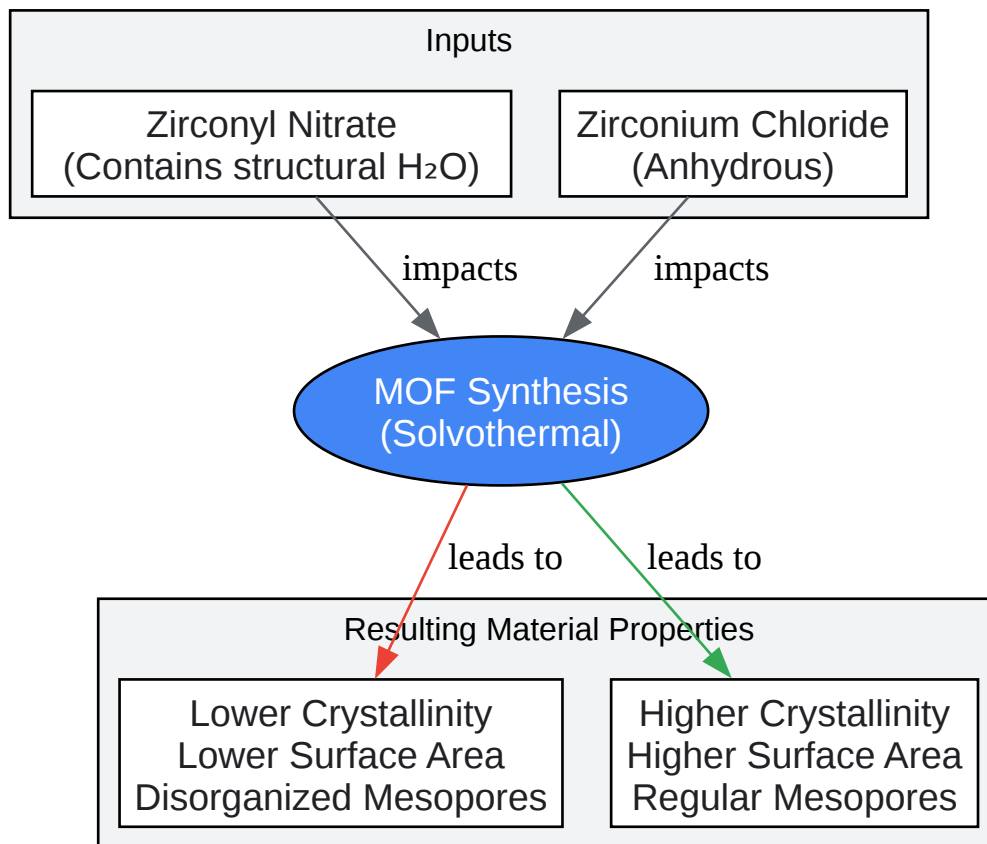 Inputs
Zirconyl Nitrate
(Contains structural H₂O)
Zirconium Chloride
(Anhydrous)
impacts
impacts
MOF Synthesis
(Solvothermal)
leads to
leads to
Resulting Material Properties
Lower Crystallinity
Lower Surface Area
Disorganized Mesopores
Higher Crystallinity
Higher Surface Area
Regular Mesopores